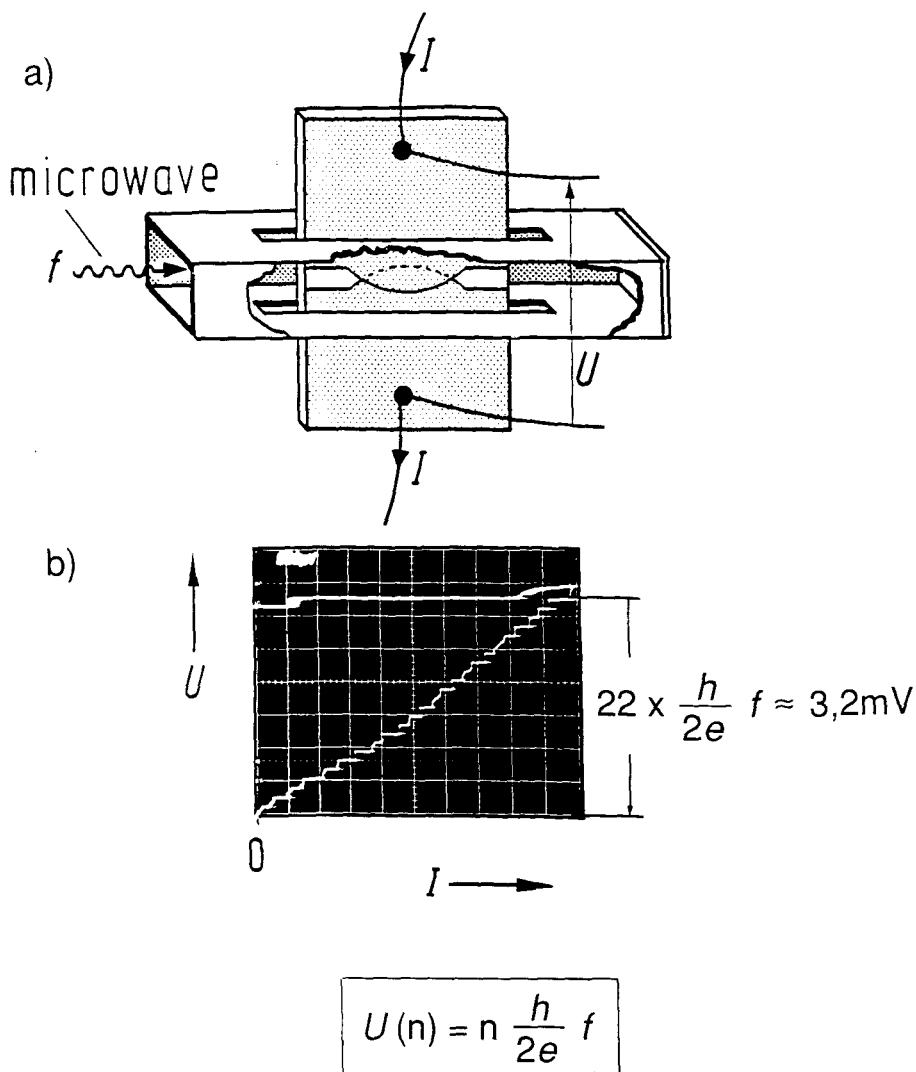 a)
I
microwave
f
U
I
b)
U
22 x h/2e f ≈ 3,2mV
0
I
U(n) = n h/2e f